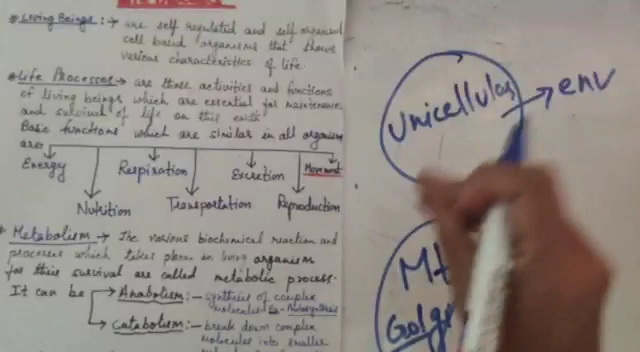 * Living Beings :→ are self regulated and self organised
cell based organisms that shows
various characteristics of life.
* Life Processes → are those activities and functions
of living beings which are essential for maintenance
and survival of life on this earth
Basic functions which are similar in all organism
are
Energy Respiration Excretion Movement
Nutrition Transportation Reproduction
* Metabolism → The various biochemical reaction and
processes which takes place in living organism
for their survival are called metabolic process.
It can be → Anabolism :- synthesis of complex
molecules Ex-Photosynthesis
→ Catabolism :- break down complex
molecules into smaller
Unicellular → env
Golg